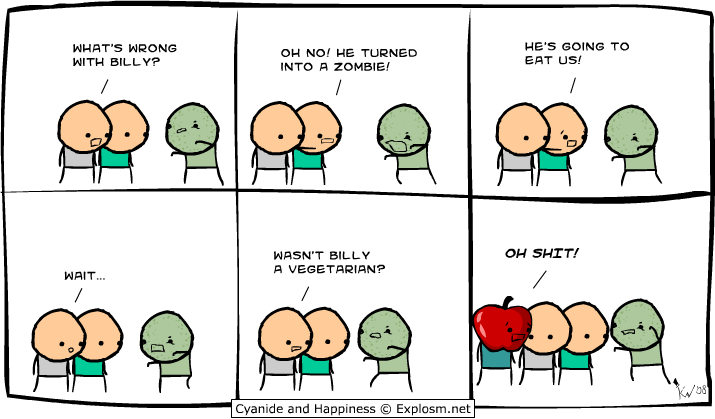 WHAT'S WRONG
WITH BILLY?
OH NO! HE TURNED
INTO A ZOMBIE!
HE'S GOING TO
EAT US!
WAIT...
WASN'T BILLY
A VEGETARIAN?
OH SHIT!
Cyanide and Happiness © Explosm.net